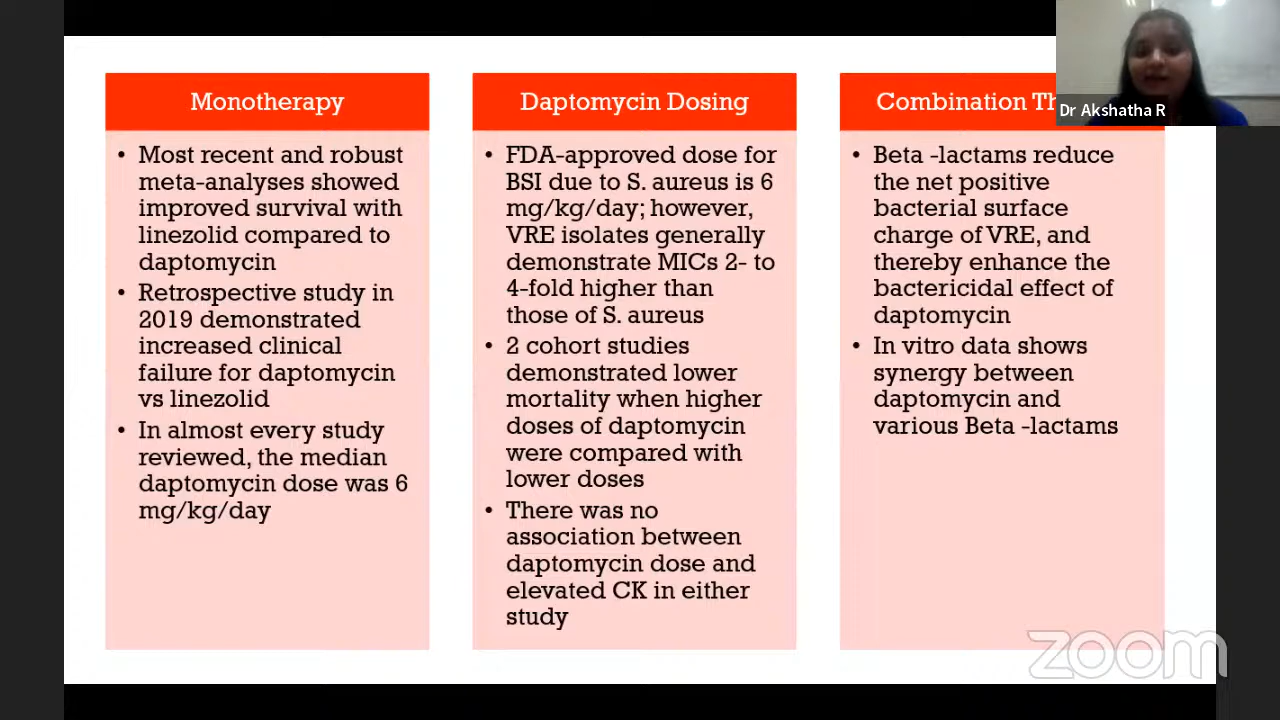 Monotherapy
• Most recent and robust
meta-analyses showed
improved survival with
linezolid compared to
daptomycin
• Retrospective study in
2019 demonstrated
increased clinical
failure for daptomycin
vs linezolid
• In almost every study
reviewed, the median
daptomycin dose was 6
mg/kg/day
Daptomycin Dosing
• FDA-approved dose for
BSI due to S. aureus is 6
mg/kg/day; however,
VRE isolates generally
demonstrate MICs 2- to
4-fold higher than
those of S. aureus
• 2 cohort studies
demonstrated lower
mortality when higher
doses of daptomycin
were compared with
lower doses
• There was no
association between
daptomycin dose and
elevated CK in either
study
Combination
• Beta -lactams reduce
the net positive
bacterial surface
charge of VRE, and
thereby enhance the
bactericidal effect of
daptomycin
• In vitro data shows
synergy between
daptomycin and
various Beta -lactams
Dr Akshatha R
zoom